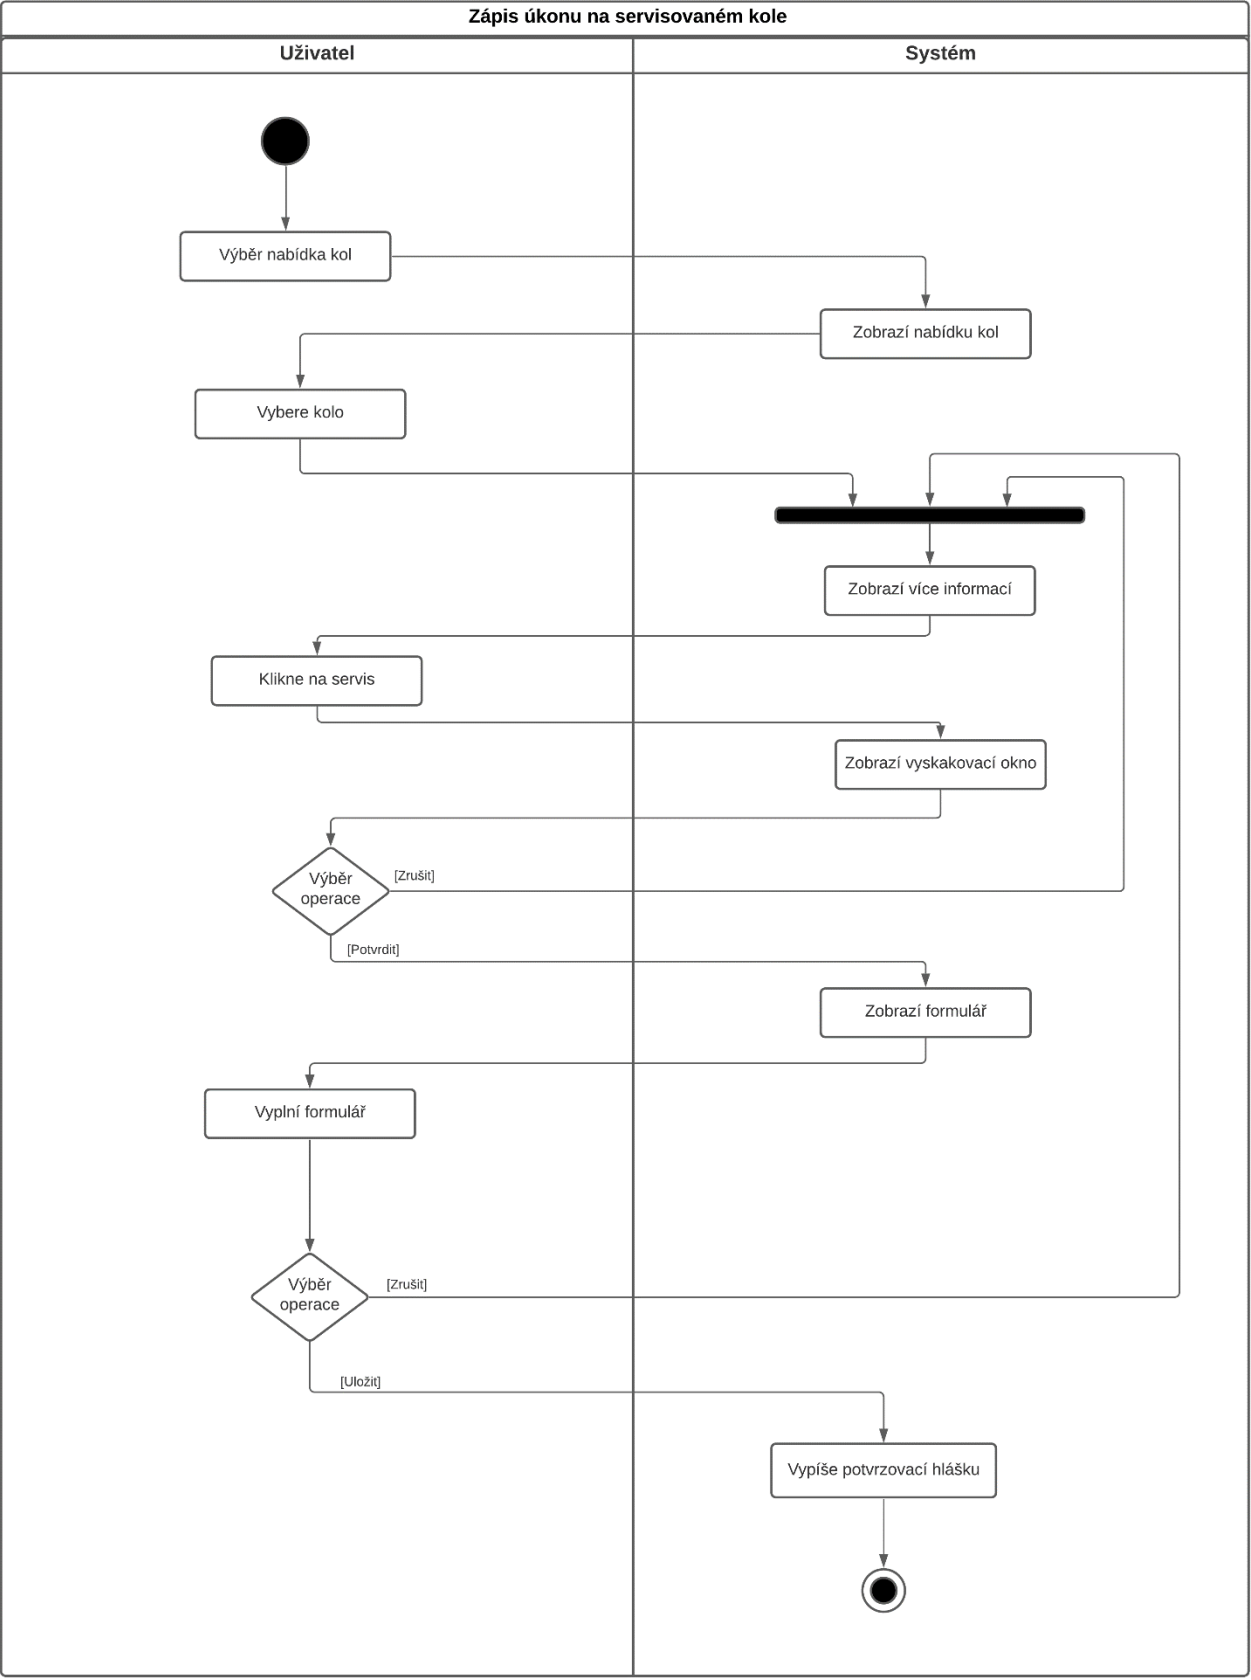 Zápis úkonu na servisovaném kole
Uživatel
Systém
Výběr nabídka kol
Zobrazí nabídku kol
Vybere kolo
Zobrazí více informací
Klikne na servis
Zobrazí vyskakovací okno
Výběr
operace
[Zrušit]
[Potvrdit]
Zobrazí formulář
Vyplní formulář
Výběr
operace
[Zrušit]
[Uložit]
Vypíše potvrzovací hlášku